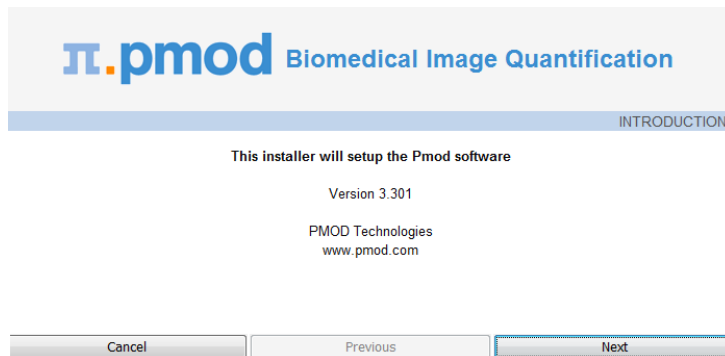 π.pmod Biomedical Image Quantification
INTRODUCTION
This installer will setup the Pmod software
Version 3.301
PMOD Technologies
www.pmod.com
Cancel Previous Next